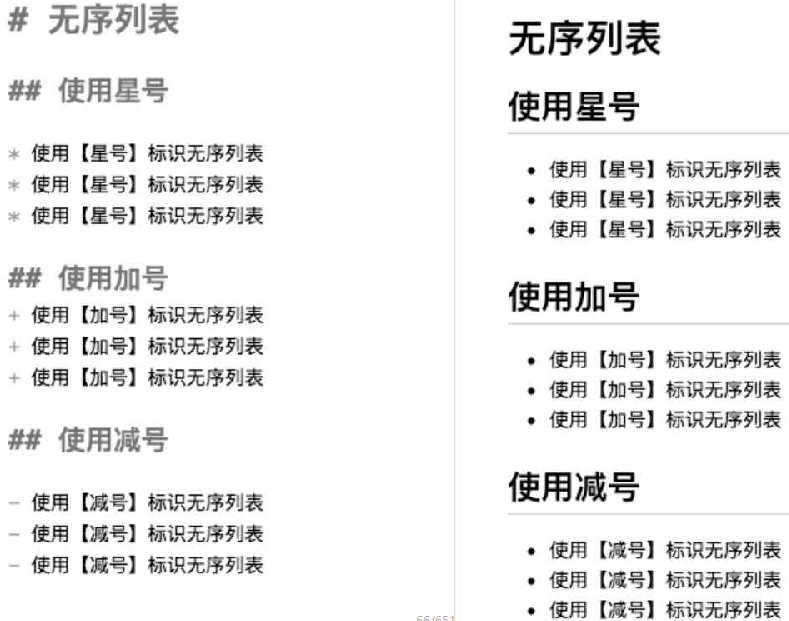 # 无序列表
## 使用星号
* 使用【星号】标识无序列表
* 使用【星号】标识无序列表
* 使用【星号】标识无序列表
## 使用加号
+ 使用【加号】标识无序列表
+ 使用【加号】标识无序列表
+ 使用【加号】标识无序列表
## 使用减号
- 使用【减号】标识无序列表
- 使用【减号】标识无序列表
- 使用【减号】标识无序列表
66/651
无序列表
使用星号
• 使用【星号】标识无序列表
• 使用【星号】标识无序列表
• 使用【星号】标识无序列表
使用加号
• 使用【加号】标识无序列表
• 使用【加号】标识无序列表
• 使用【加号】标识无序列表
使用减号
• 使用【减号】标识无序列表
• 使用【减号】标识无序列表
• 使用【减号】标识无序列表